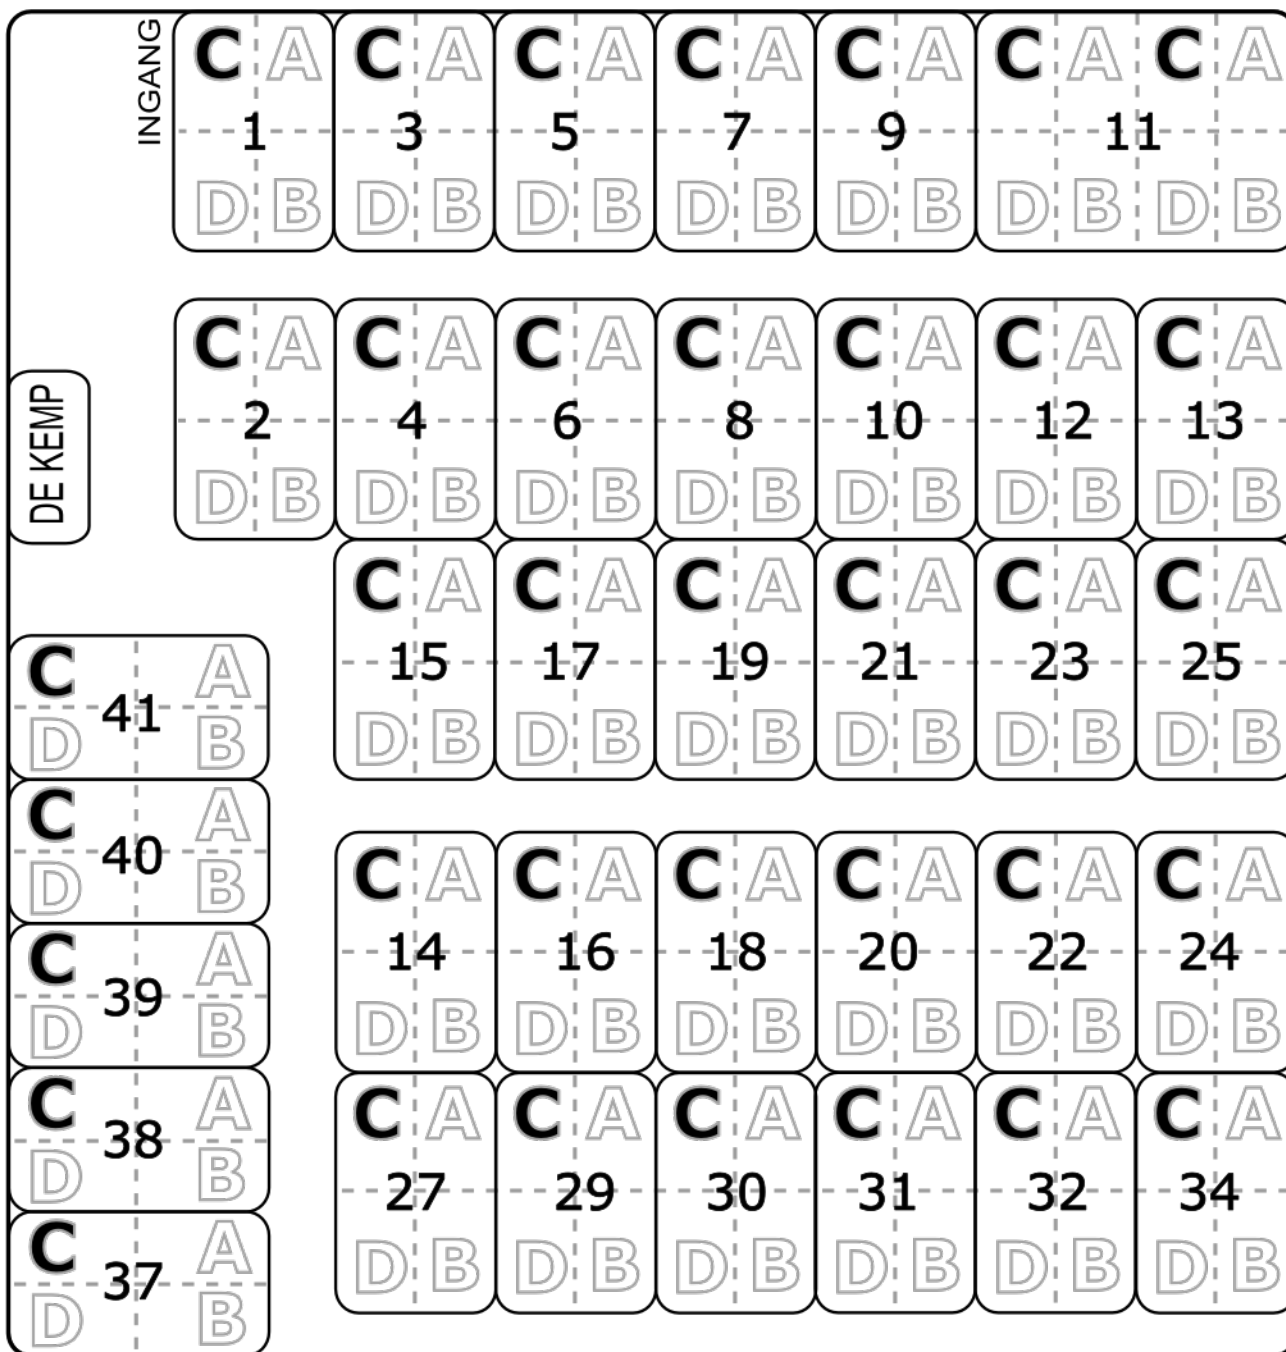 INGANG
C A C A C A C A C A C A C A
1 3 5 7 9 11
D B D B D B D B D B D B D B
C A C A C A C A C A C A C A
DE KEMP
2 4 6 8 10 12 13
D B D B D B D B D B D B D B
C A C A C A C A C A C A
15 17 19 21 23 25
D B D B D B D B D B D B
C A
41
D B
C A
40
D B
C A
39
D B
C A
38
D B
C A
37
D B
C A C A C A C A C A C A
14 16 18 20 22 24
D B D B D B D B D B D B
C A C A C A C A C A C A
27 29 30 31 32 34
D B D B D B D B D B D B